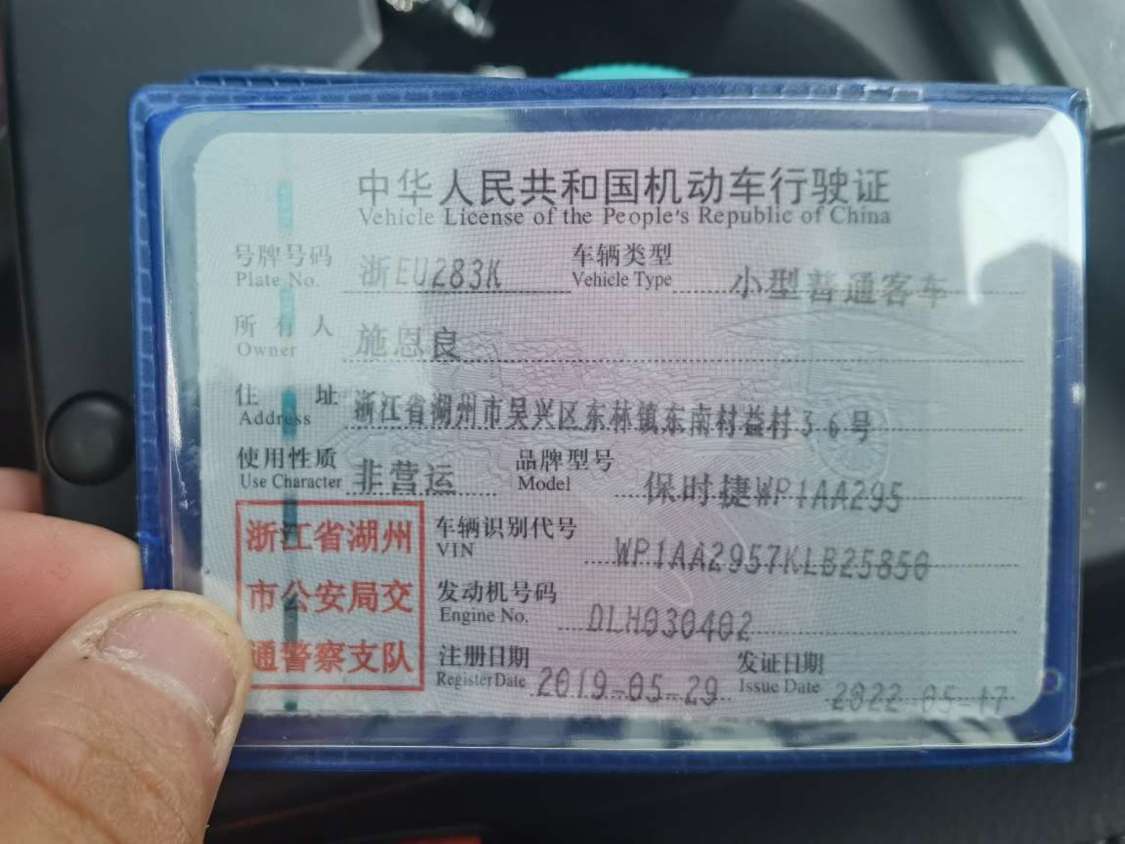 中华人民共和国机动车行驶证
Vehicle License of the People's Republic of China
号牌号码 浙EU283K 车辆类型 小型普通客车
Plate No. Vehicle Type
所有人 施恩良
Owner
住址 浙江省湖州市吴兴区东林镇东南村益村36号
Address
使用性质 非营运 品牌型号 保时捷WP1AA295
Use Character Model
浙江省湖州
市公安局交
通警察支队
车辆识别代号 WP1AA2957KLB25850
VIN
发动机号码 DLH030402
Engine No.
注册日期 2019-05-29 发证日期 2022-05-17
Register Date Issue Date